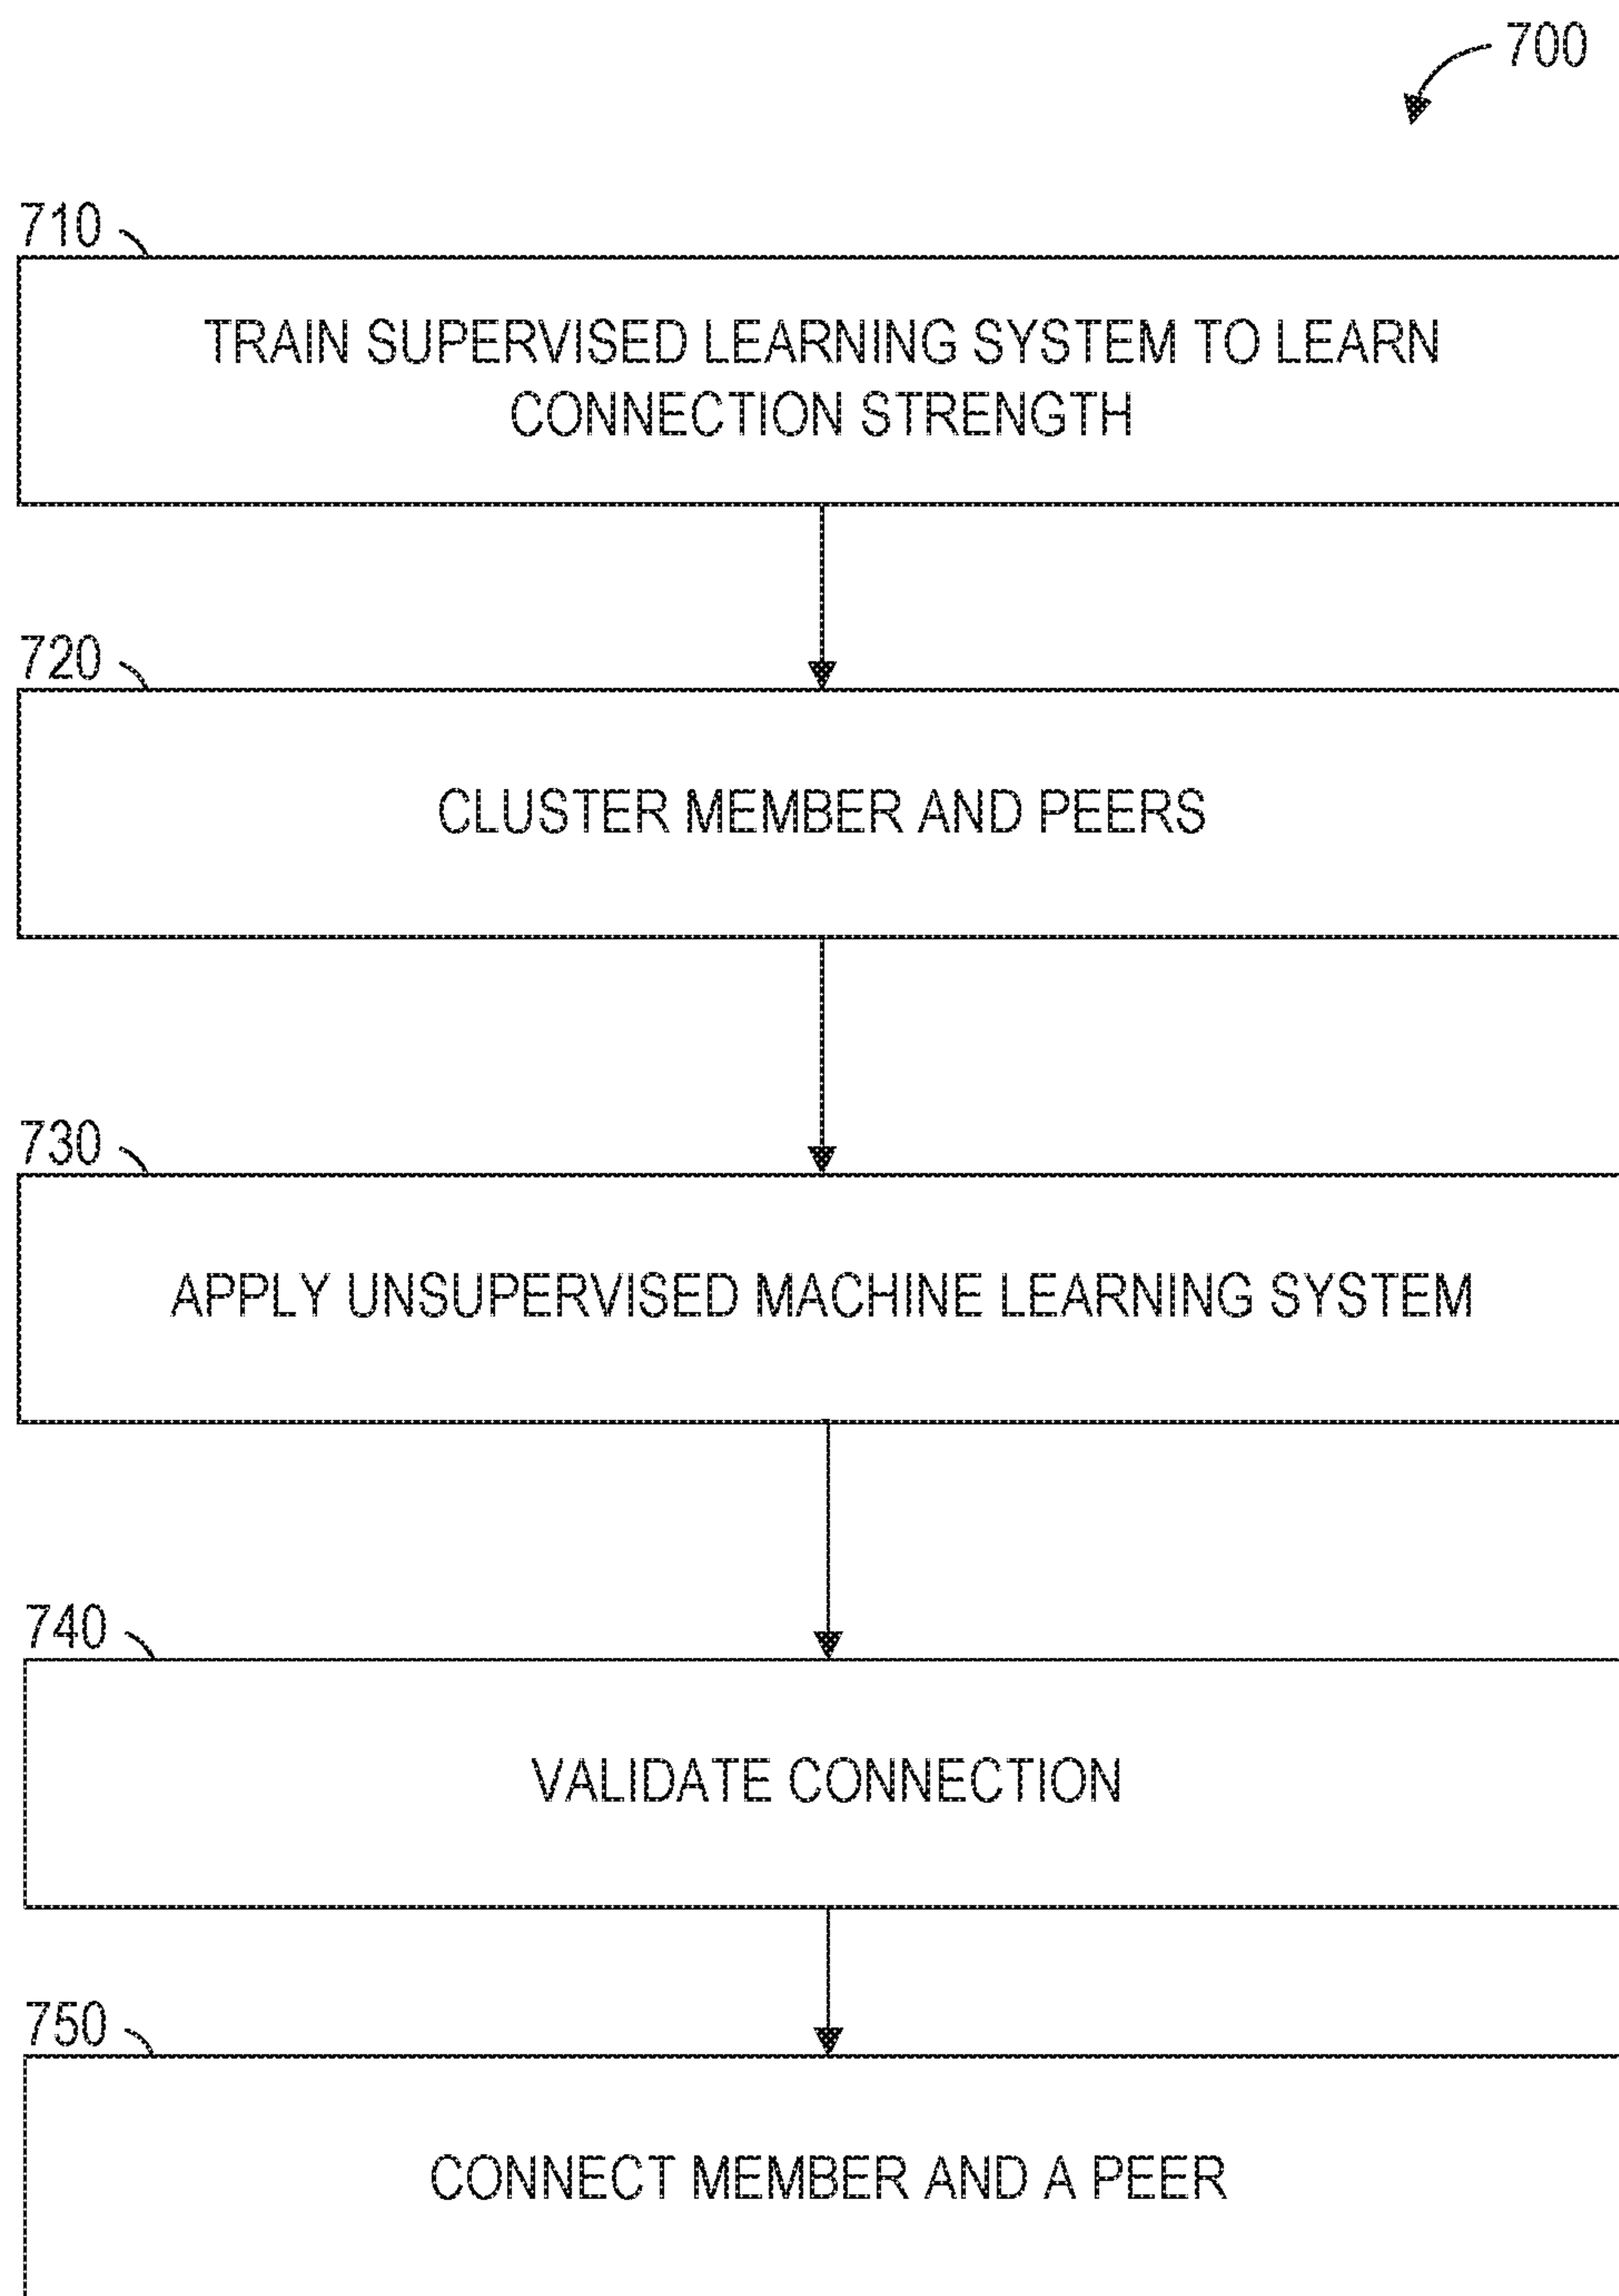 700
710
TRAIN SUPERVISED LEARNING SYSTEM TO LEARN
CONNECTION STRENGTH
720
CLUSTER MEMBER AND PEERS
730
APPLY UNSUPERVISED MACHINE LEARNING SYSTEM
740
VALIDATE CONNECTION
750
CONNECT MEMBER AND A PEER